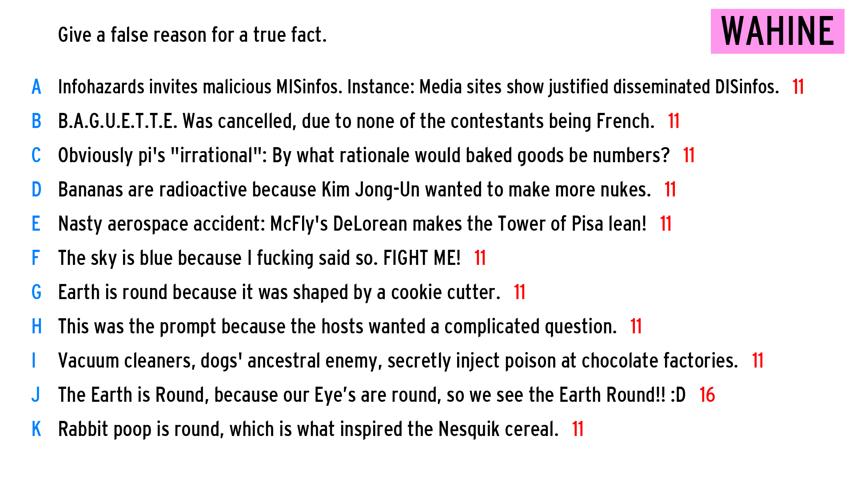 Give a false reason for a true fact.
WAHINE
A Infohazards invites malicious MISinfos. Instance: Media sites show justified disseminated DISinfos. 11
B B.A.G.U.E.T.T.E. Was cancelled, due to none of the contestants being French. 11
C Obviously pi's "irrational": By what rationale would baked goods be numbers? 11
D Bananas are radioactive because Kim Jong-Un wanted to make more nukes. 11
E Nasty aerospace accident: McFly's DeLorean makes the Tower of Pisa lean! 11
F The sky is blue because I fucking said so. FIGHT ME! 11
G Earth is round because it was shaped by a cookie cutter. 11
H This was the prompt because the hosts wanted a complicated question. 11
I Vacuum cleaners, dogs' ancestral enemy, secretly inject poison at chocolate factories. 11
J The Earth is Round, because our Eye’s are round, so we see the Earth Round!! :D 16
K Rabbit poop is round, which is what inspired the Nesquik cereal. 11